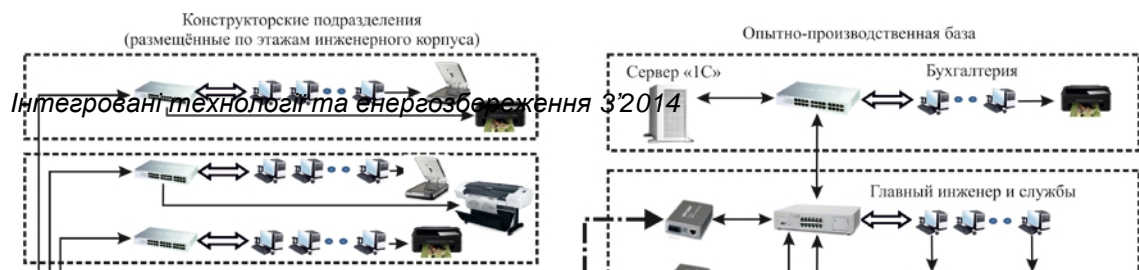 Конструкторские подразделения
(размещённые по этажам инженерного корпуса)
Опытно-производственная база
Сервер «1С»
Бухгалтерия
Інтегровані технології та енергозбереження 3’2014
Главный инженер и службы